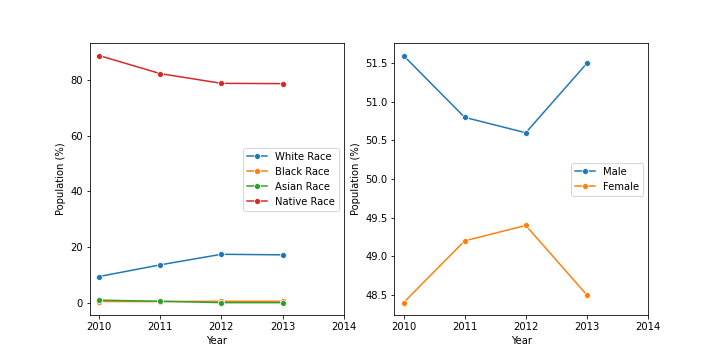 80
60
40
20
0
Population (%)
2010 2011 2012 2013 2014
Year
White Race
Black Race
Asian Race
Native Race
51.5
51.0
50.5
50.0
49.5
49.0
48.5
Population (%)
2010 2011 2012 2013 2014
Year
Male
Female